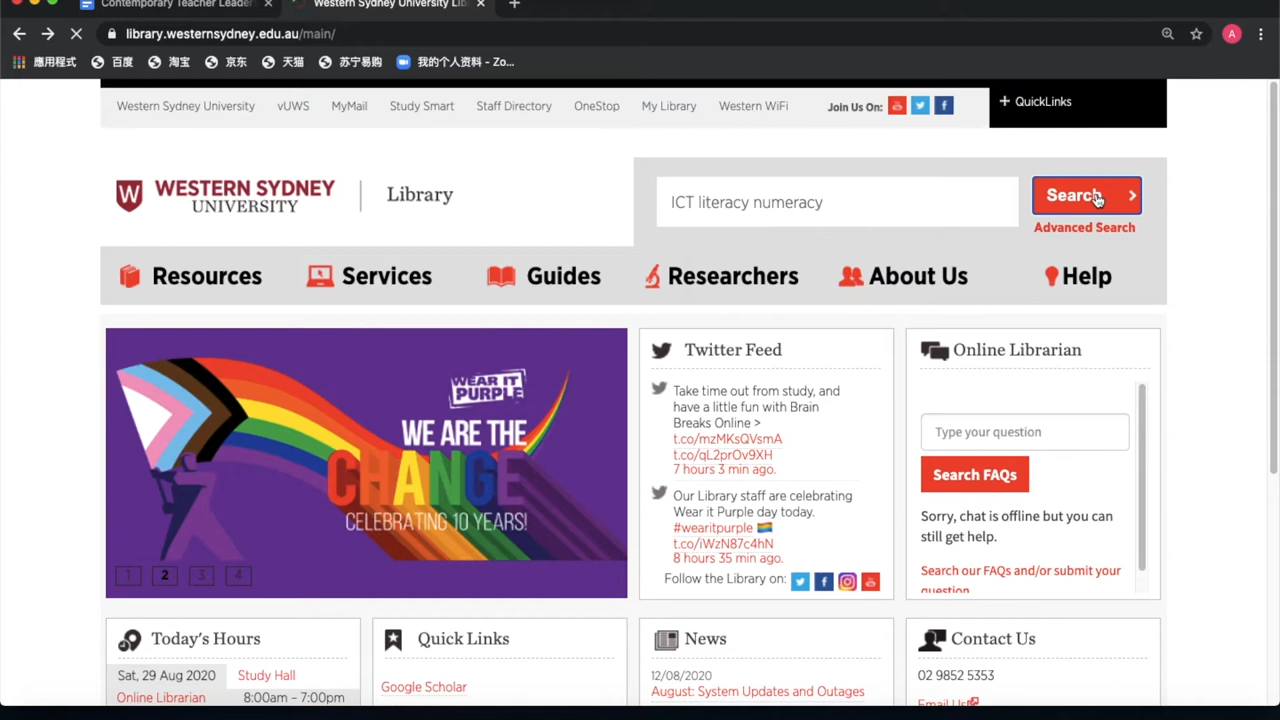 Contemporary Teacher Leader
Western Sydney University Lib
library.westernsydney.edu.au/main/
A
應用程式 百度 淘宝 京东 天猫 苏宁易购 我的个人资料 - Zo...
Western Sydney University vUWS MyMail Study Smart Staff Directory OneStop My Library Western WiFi Join Us On: + QuickLinks
W WESTERN SYDNEY UNIVERSITY | Library
ICT literacy numeracy
Search >
Advanced Search
Resources Services Guides Researchers About Us Help
WEAR IT PURPLE
WE ARE THE
CHANGE
CELEBRATING 10 YEARS!
1 2 3 4
Twitter Feed
Take time out from study, and
have a little fun with Brain
Breaks Online >
t.co/mzMKsQVsmA
t.co/qL2prOv9XH
7 hours 3 min ago.
Our Library staff are celebrating
Wear it Purple day today.
#wearitpurple
t.co/iWzN87c4hN
8 hours 35 min ago.
Follow the Library on:
Online Librarian
Type your question
Search FAQs
Sorry, chat is offline but you can
still get help.
Search our FAQs and/or submit your
question
Today's Hours
Sat, 29 Aug 2020 Study Hall
Online Librarian 8:00am – 7:00pm
Quick Links
Google Scholar
News
12/08/2020
August: System Updates and Outages
Contact Us
02 9852 5353
Email Us